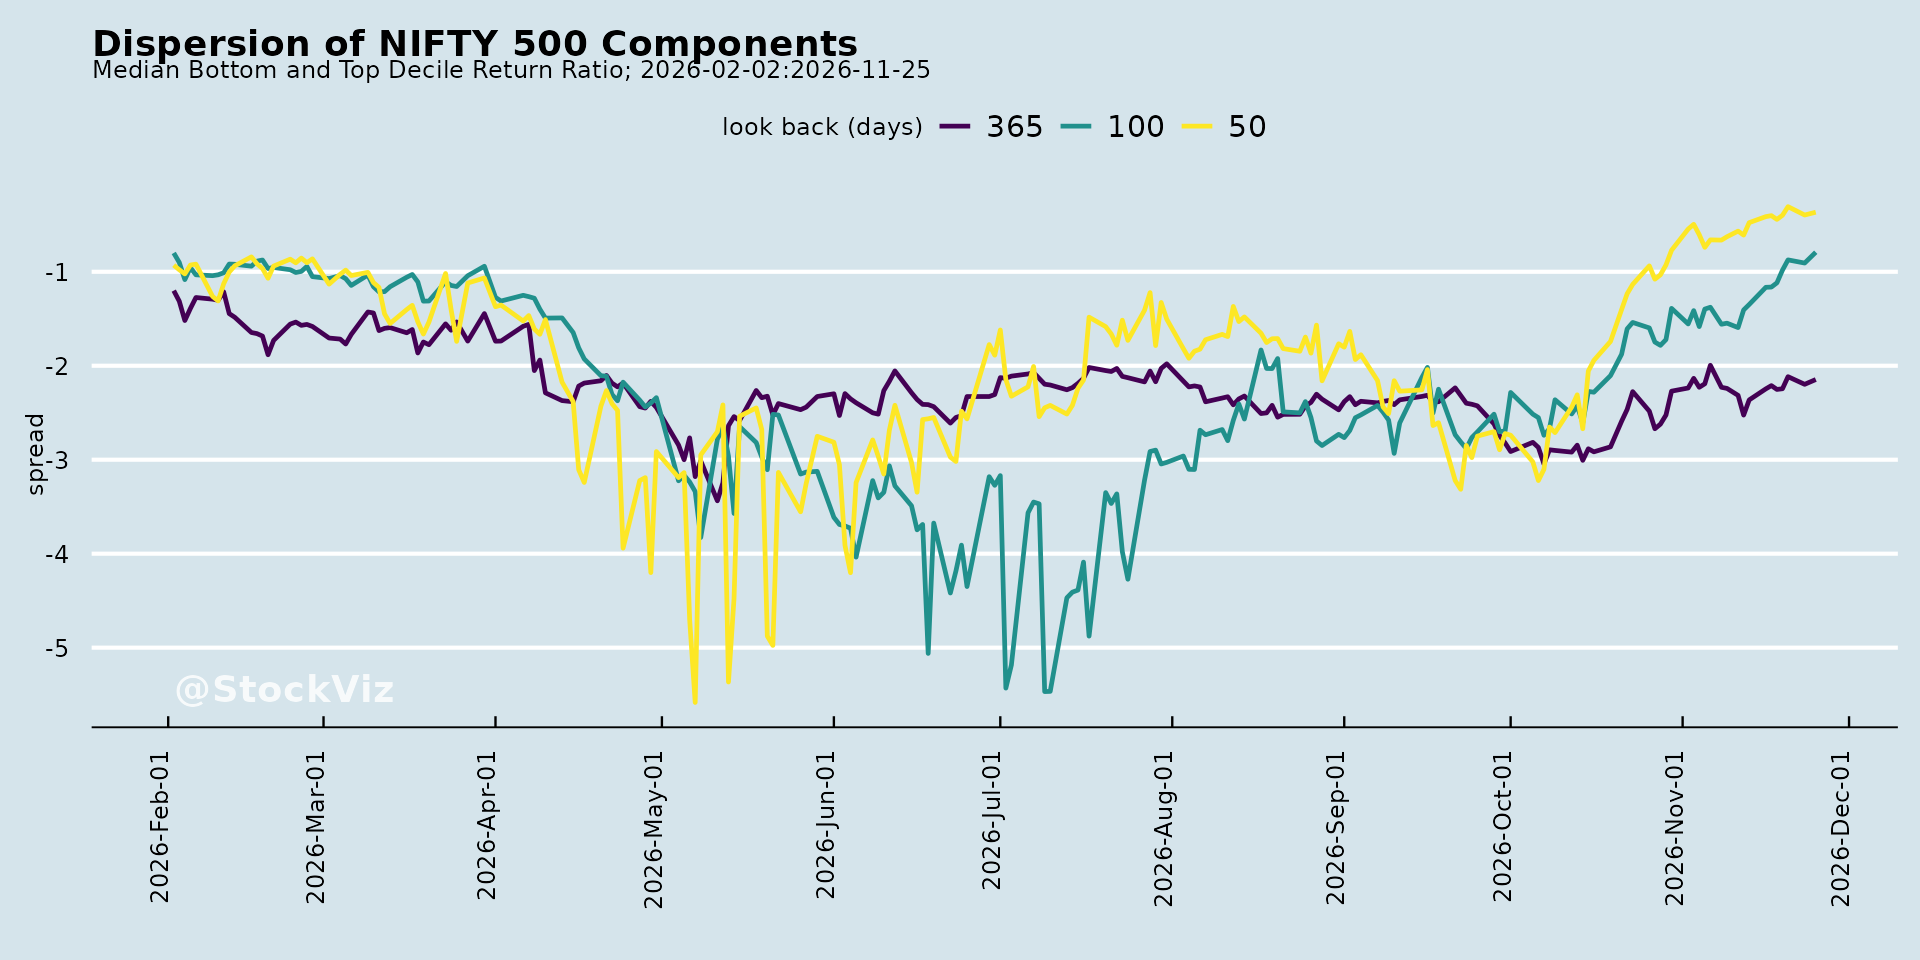 Dispersion of NIFTY 500 Components
Median Bottom and Top Decile Return Ratio; 2026-02-02:2026-11-25
look back (days) 365 100 50
spread
-1
-2
-3
-4
-5
@StockViz
2026-Feb-01
2026-Mar-01
2026-Apr-01
2026-May-01
2026-Jun-01
2026-Jul-01
2026-Aug-01
2026-Sep-01
2026-Oct-01
2026-Nov-01
2026-Dec-01